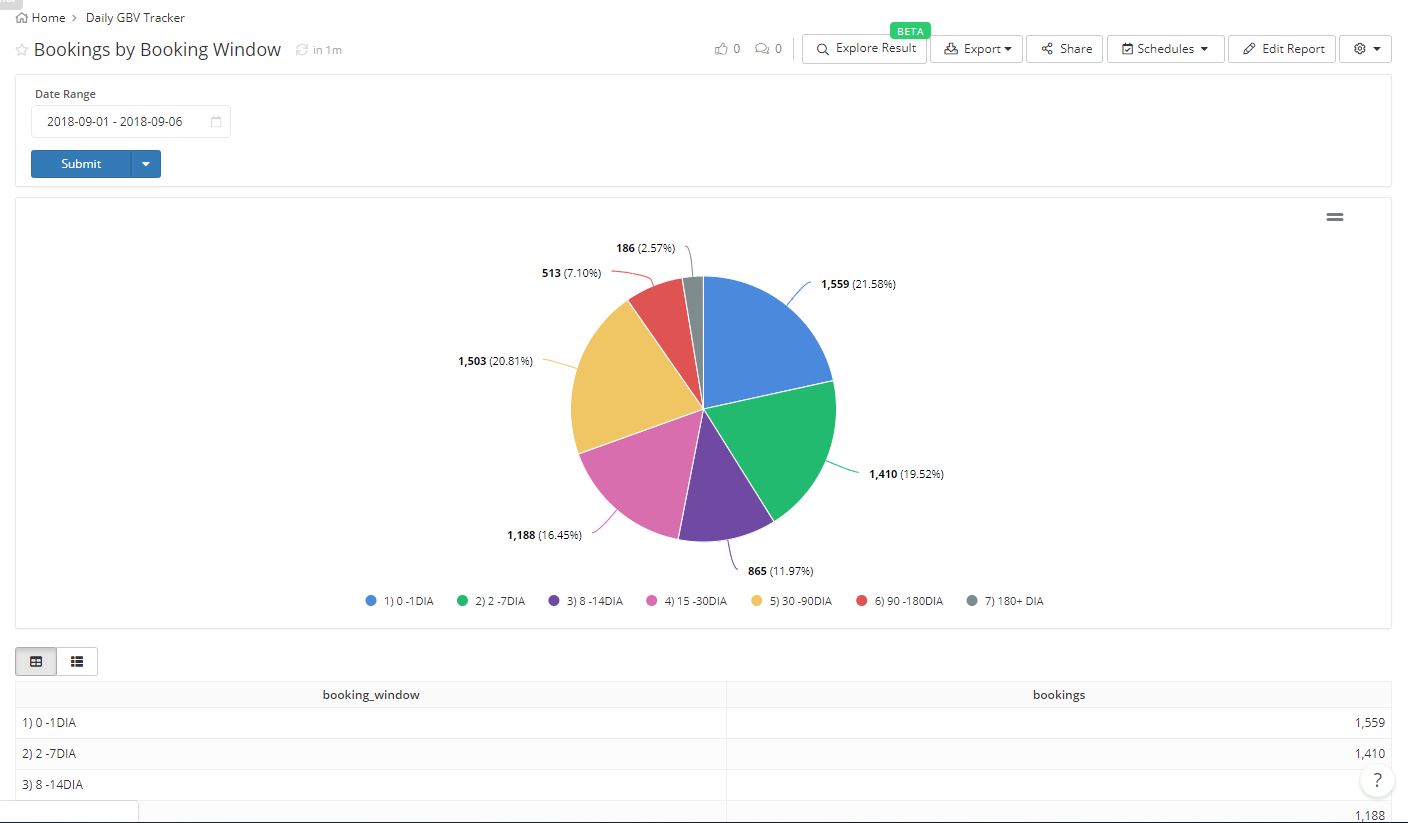 Home > Daily GBV Tracker
Bookings by Booking Window in 1m
0 0 Explore Result BETA Export Share Schedules Edit Report
Date Range
2018-09-01 - 2018-09-06
Submit
186 (2.57%)
513 (7.10%)
1,559 (21.58%)
1,503 (20.81%)
1,410 (19.52%)
1,188 (16.45%)
865 (11.97%)
1) 0 -1DIA 2) 2 -7DIA 3) 8 -14DIA 4) 15 -30DIA 5) 30 -90DIA 6) 90 -180DIA 7) 180+ DIA
booking_window bookings
1) 0 -1DIA 1,559
2) 2 -7DIA 1,410
3) 8 -14DIA
?
1,188